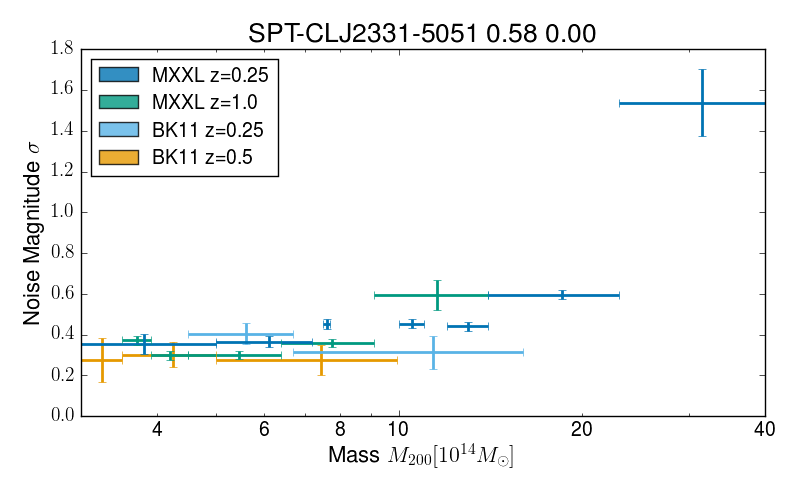 SPT-CLJ2331-5051 0.58 0.00
1.8
1.6
1.4
1.2
1.0
0.8
0.6
0.4
0.2
0.0
Noise Magnitude σ
MXXL z=0.25
MXXL z=1.0
BK11 z=0.25
BK11 z=0.5
4 6 8 10 20 40
Mass M₂₀₀[10¹⁴M☉]